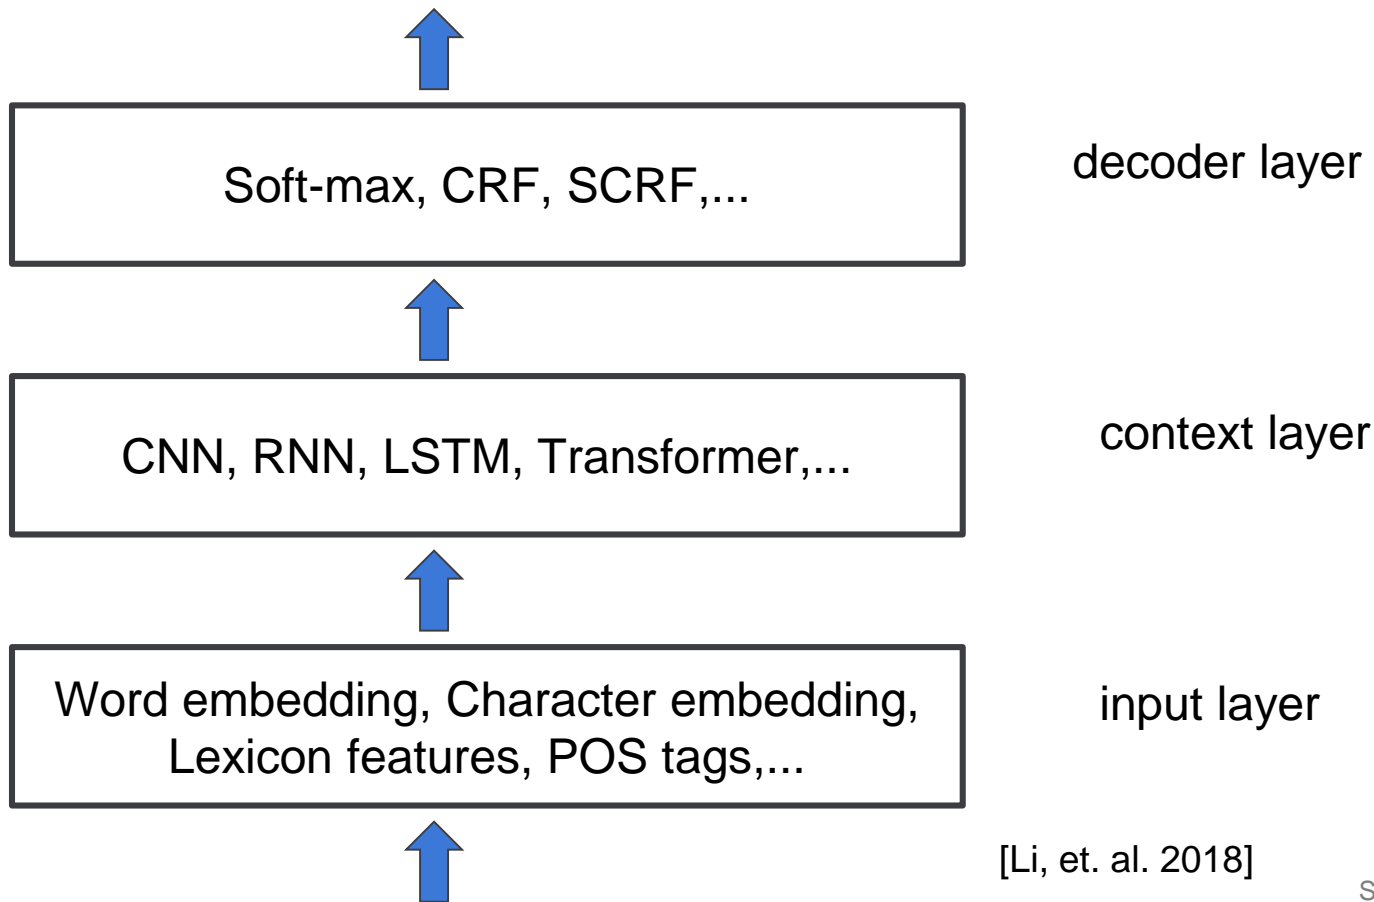 Soft-max, CRF, SCRF,...
decoder layer
CNN, RNN, LSTM, Transformer,...
context layer
Word embedding, Character embedding,
Lexicon features, POS tags,...
input layer
[Li, et. al. 2018]